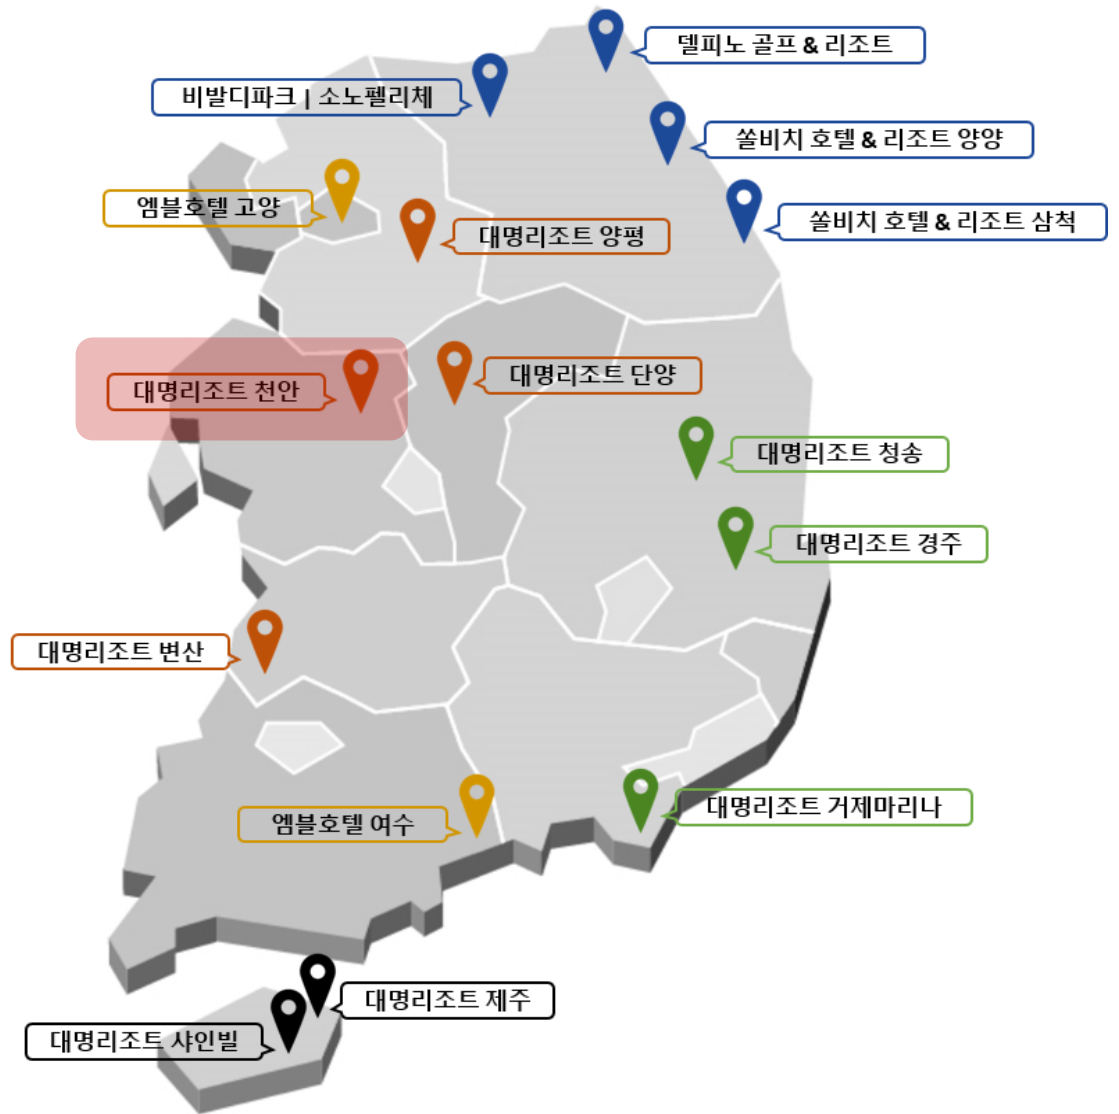 델피노 골프 & 리조트
비발디파크 | 소노펠리체
쏠비치 호텔 & 리조트 양양
엠블호텔 고양
쏠비치 호텔 & 리조트 삼척
대명리조트 양평
대명리조트 천안
대명리조트 단양
대명리조트 청송
대명리조트 경주
대명리조트 변산
엠블호텔 여수
대명리조트 거제마리나
대명리조트 제주
대명리조트 샤인빌